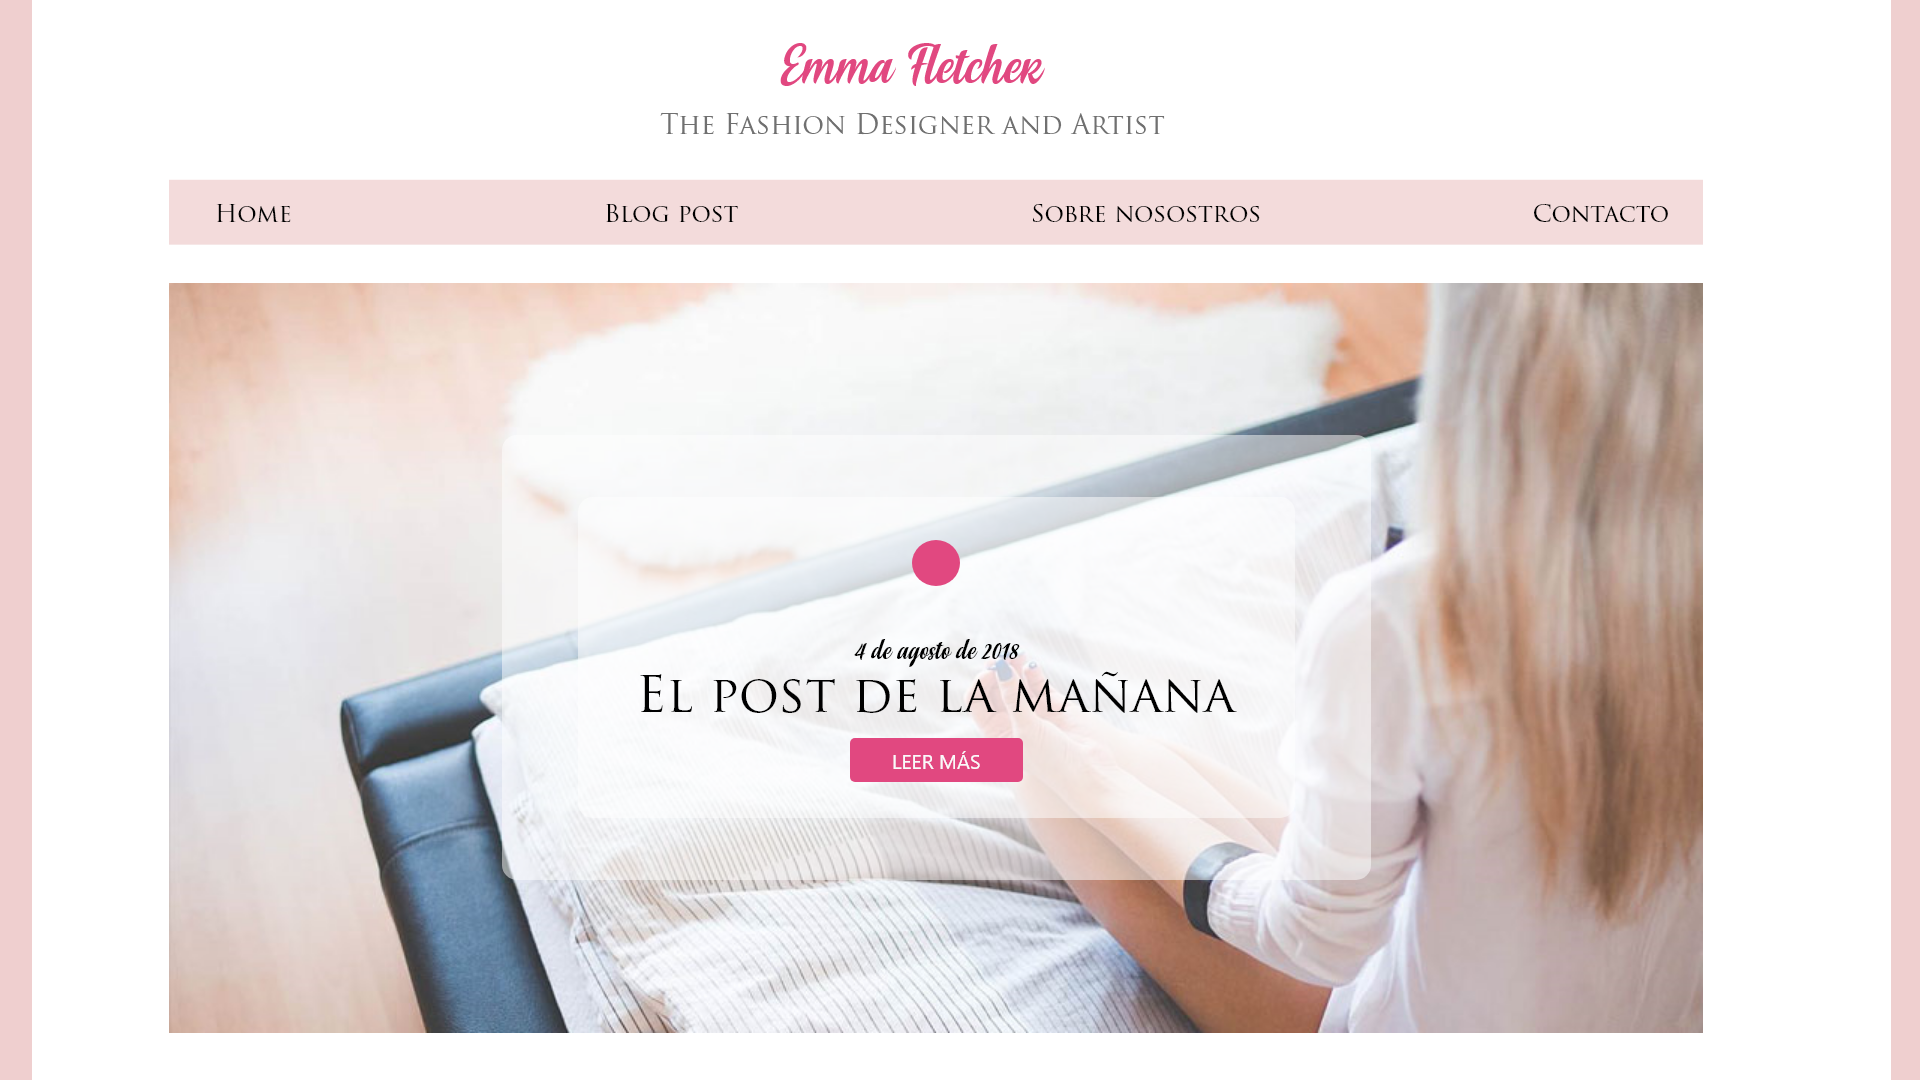 Emma Fletcher
The Fashion Designer and Artist
Home
Blog post
Sobre nosostros
Contacto
4 de agosto de 2018
El post de la mañana
LEER MÁS